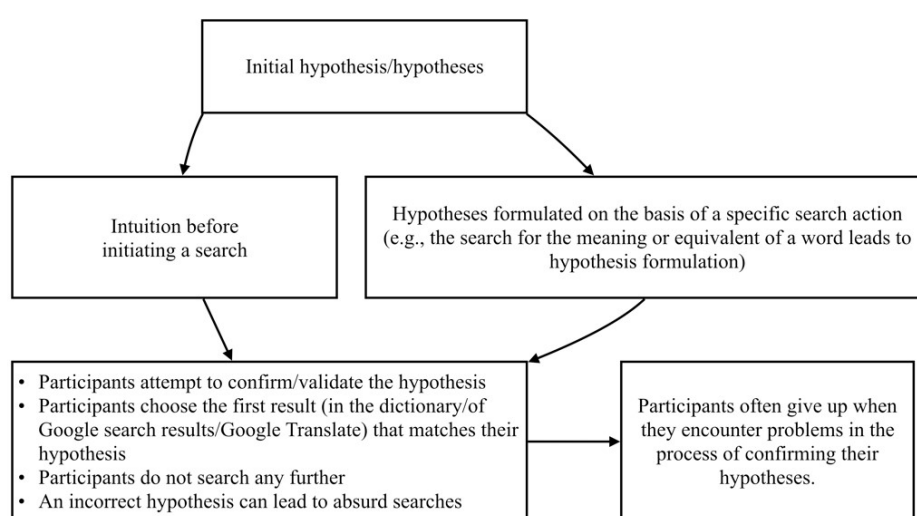 Initial hypothesis/hypotheses
Intuition before
initiating a search
Hypotheses formulated on the basis of a specific search action
(e.g., the search for the meaning or equivalent of a word leads to
hypothesis formulation)
• Participants attempt to confirm/validate the hypothesis
• Participants choose the first result (in the dictionary/of
Google search results/Google Translate) that matches their
hypothesis
• Participants do not search any further
• An incorrect hypothesis can lead to absurd searches
Participants often give up when
they encounter problems in the
process of confirming their
hypotheses.